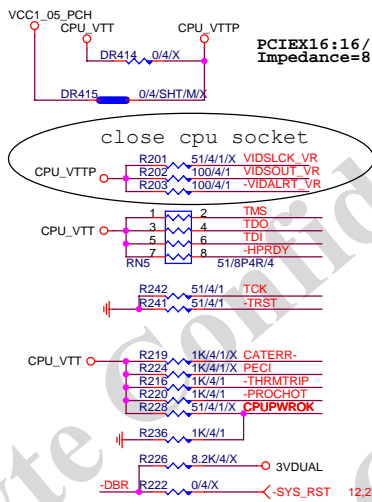 VCC1_05_PCH
CPU_VTT CPU_VTTP
PCIEX16:16/
Impedance=8
DR414 0/4/X
DR415 0/4/SHT/M/X
close cpu socket
R201 51/4/1/X VIDSLCK_VR
CPU_VTTP R202 100/4/1 VIDSOUT_VR
R203 100/4/1 -VIDALRT_VR
1 2 TMS
CPU_VTT 3 4 TDO
5 6 TDI
7 8 -HPRDY
RN5 51/8P4R/4
R242 51/4/1 TCK
R241 51/4/1 -TRST
CPU_VTT R219 1K/4/1/X CATERR-
R224 1K/4/1/X PECI
R216 1K/4/1 -THRMTRIP
R220 1K/4/1 -PROCHOT
R228 51/4/1/X CPUPWROK
R236 1K/4/1
R226 8.2K/4/X 3VDUAL
-DBR R222 0/4/X -SYS_RST 12,2